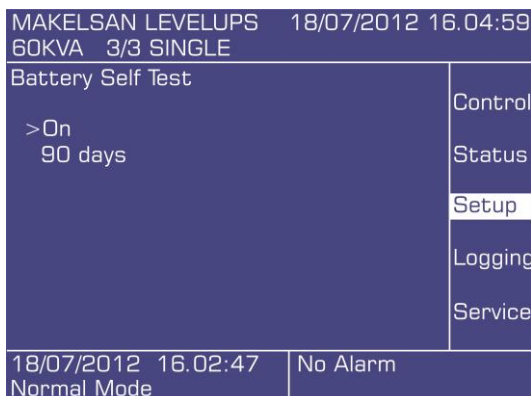 MAKELSAN LEVELUPS 18/07/2012 16.04:59
60KVA 3/3 SINGLE
Battery Self Test
>On
90 days
Control
Status
Setup
Logging
Service
18/07/2012 16.02:47 No Alarm
Normal Mode